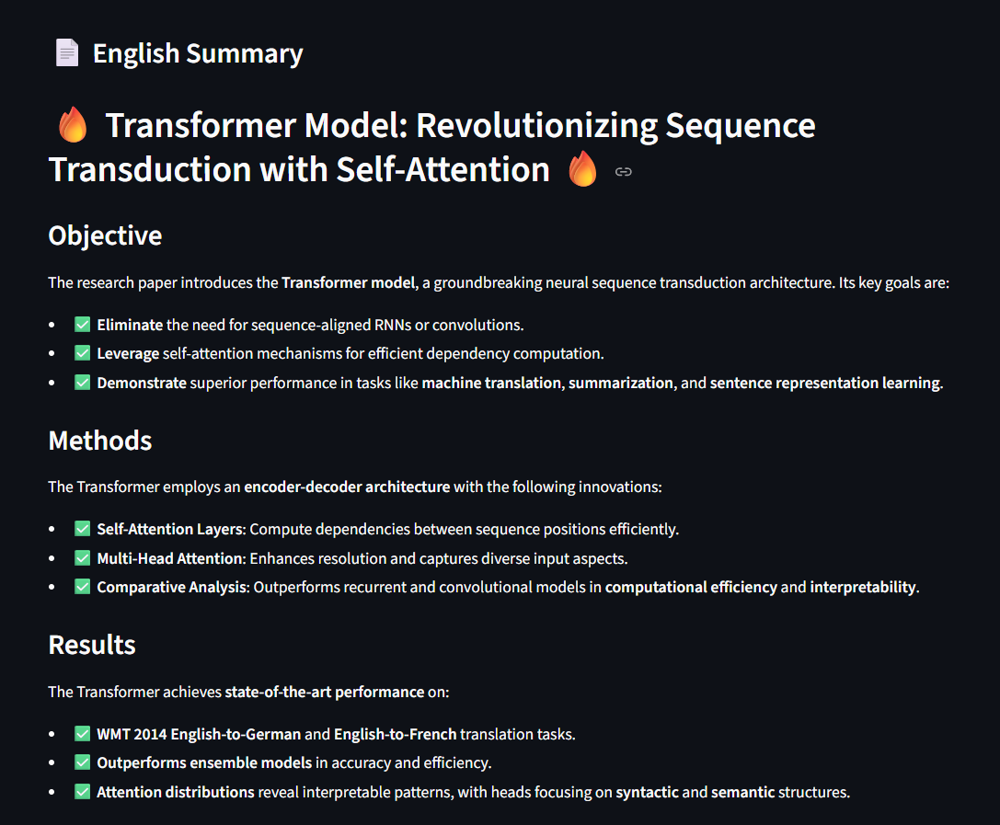 📄 English Summary
🔥 Transformer Model: Revolutionizing Sequence
Transduction with Self-Attention 🔥
Objective
The research paper introduces the Transformer model, a groundbreaking neural sequence transduction architecture. Its key goals are:
• ✅ Eliminate the need for sequence-aligned RNNs or convolutions.
• ✅ Leverage self-attention mechanisms for efficient dependency computation.
• ✅ Demonstrate superior performance in tasks like machine translation, summarization, and sentence representation learning.
Methods
The Transformer employs an encoder-decoder architecture with the following innovations:
• ✅ Self-Attention Layers: Compute dependencies between sequence positions efficiently.
• ✅ Multi-Head Attention: Enhances resolution and captures diverse input aspects.
• ✅ Comparative Analysis: Outperforms recurrent and convolutional models in computational efficiency and interpretability.
Results
The Transformer achieves state-of-the-art performance on:
• ✅ WMT 2014 English-to-German and English-to-French translation tasks.
• ✅ Outperforms ensemble models in accuracy and efficiency.
• ✅ Attention distributions reveal interpretable patterns, with heads focusing on syntactic and semantic structures.